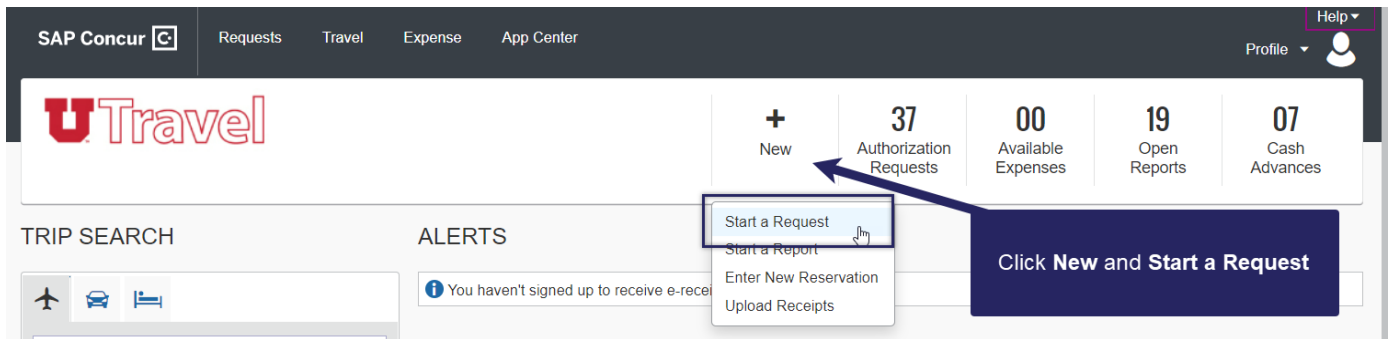 Help
SAP Concur C
Requests
Travel
Expense
App Center
Profile
U Travel
+
New
37
Authorization
Requests
00
Available
Expenses
19
Open
Reports
07
Cash
Advances
Start a Request
Start a Report
Enter New Reservation
Upload Receipts
Click New and Start a Request
TRIP SEARCH
ALERTS
You haven't signed up to receive e-recei